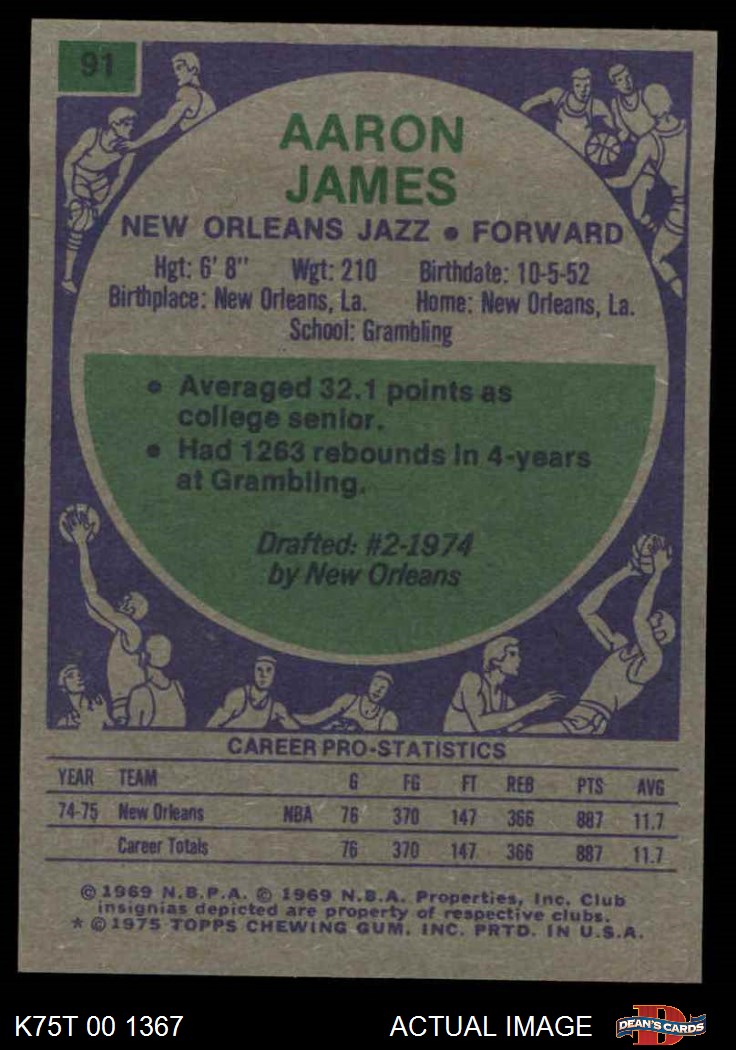 91
AARON
JAMES
NEW ORLEANS JAZZ • FORWARD
Hgt: 6' 8" Wgt: 210 Birthdate: 10-5-52
Birthplace: New Orleans, La. Home: New Orleans, La.
School: Grambling
• Averaged 32.1 points as
college senior.
• Had 1263 rebounds in 4-years
at Grambling.
Drafted: #2-1974
by New Orleans
CAREER PRO-STATISTICS
YEAR TEAM G FG FT REB PTS AVG
74-75 New Orleans NBA 76 370 147 366 887 11.7
Career Totals 76 370 147 366 887 11.7
© 1969 N.B.P.A. © 1969 N.B.A. Properties, Inc. Club
insignias depicted are property of respective clubs.
* © 1975 TOPPS CHEWING GUM, INC. PRTD. IN U.S.A.
K75T 00 1367 ACTUAL IMAGE D DEAN'S CARDS